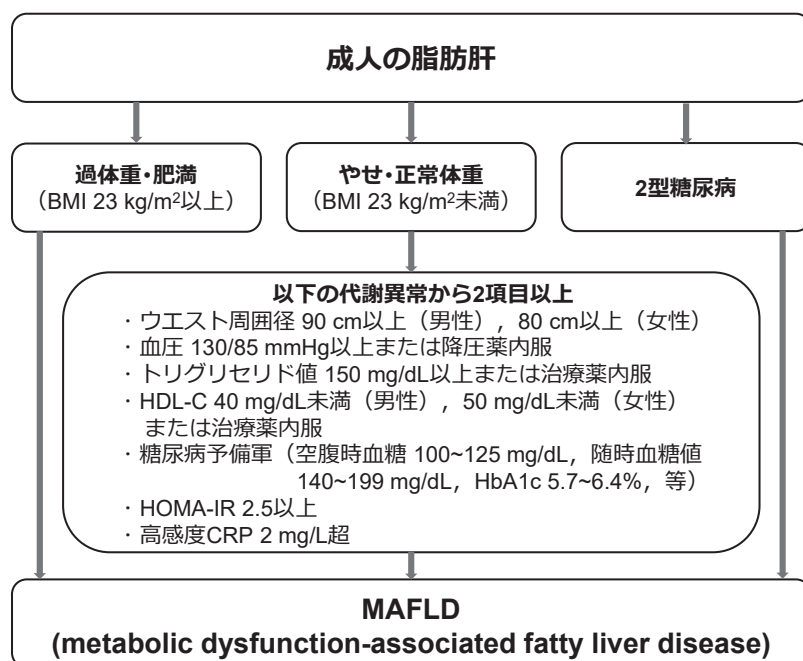 成人の脂肪肝
過体重・肥満
（BMI 23 kg/m²以上）
やせ・正常体重
（BMI 23 kg/m²未満）
2型糖尿病
以下の代謝異常から2項目以上
・ウエスト周囲径 90 cm以上（男性）, 80 cm以上（女性）
・血圧 130/85 mmHg以上または降圧薬内服
・トリグリセリド値 150 mg/dL以上または治療薬内服
・HDL-C 40 mg/dL未満（男性）, 50 mg/dL未満（女性）
または治療薬内服
・糖尿病予備軍（空腹時血糖 100~125 mg/dL, 随時血糖値
140~199 mg/dL, HbA1c 5.7~6.4%, 等）
・HOMA-IR 2.5以上
・高感度CRP 2 mg/L超
MAFLD
(metabolic dysfunction-associated fatty liver disease)